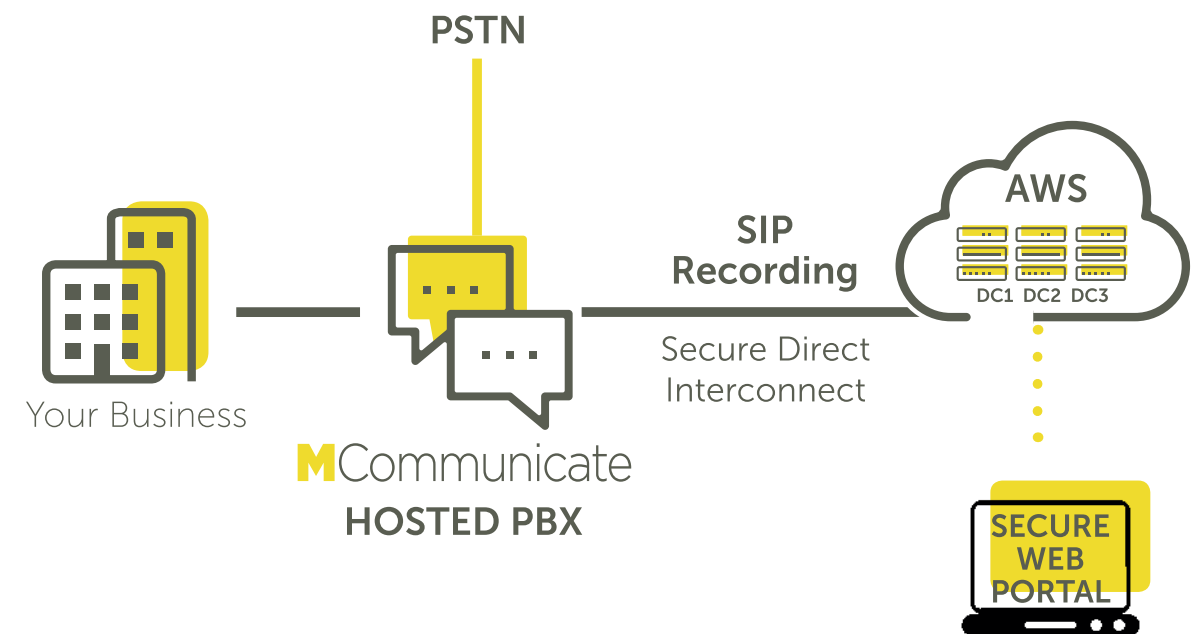 PSTN
AWS
SIP
Recording
DC1 DC2 DC3
Secure Direct
Interconnect
Your Business
MCommunicate
HOSTED PBX
SECURE
WEB
PORTAL